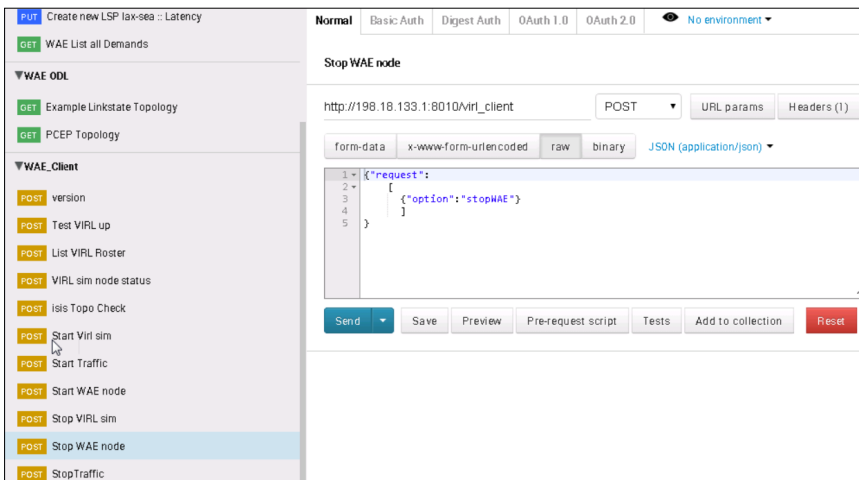 PUT Create new LSP lax-sea :: Latency
GET WAE List all Demands
WAE ODL
GET Example Linkstate Topology
GET PCEP Topology
WAE_Client
POST version
POST Test VIRL up
POST List VIRL Roster
POST VIRL sim node status
POST isis Topo Check
POST Start Virl sim
POST Start Traffic
POST Start WAE node
POST Stop VIRL sim
POST Stop WAE node
POST StopTraffic
Normal Basic Auth Digest Auth OAuth 1.0 OAuth 2.0 No environment
Stop WAE node
http://198.18.133.1:8010/virl_client POST URL params Headers (1)
form-data x-www-form-urlencoded raw binary JSON (application/json)
1 {"request":
2 [
3 {"option":"stopWAE"}
4 ]
5 }
Send Save Preview Pre-request script Tests Add to collection Reset